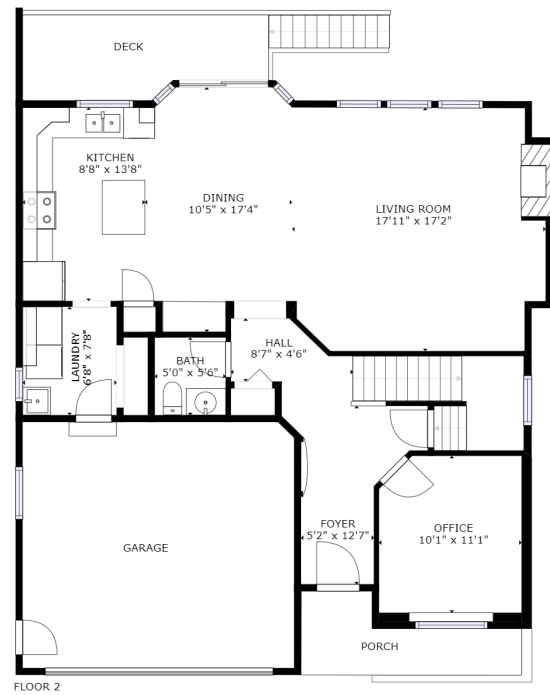 DECK
KITCHEN
8'8" x 13'8"
DINING
10'5" x 17'4"
LIVING ROOM
17'11" x 17'2"
LAUNDRY
6'8" x 7'8"
BATH
5'0" x 5'6"
HALL
8'7" x 4'6"
GARAGE
FOYER
5'2" x 12'7"
OFFICE
10'1" x 11'1"
PORCH
FLOOR 2